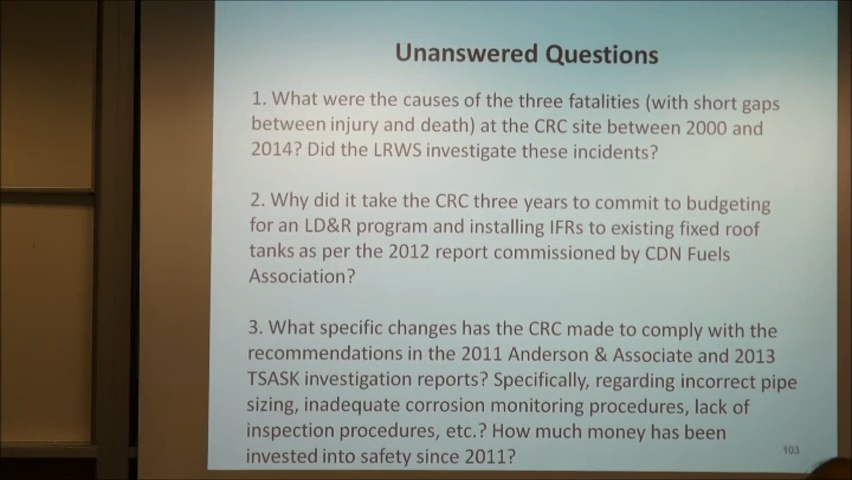 Unanswered Questions
1. What were the causes of the three fatalities (with short gaps
between injury and death) at the CRC site between 2000 and
2014? Did the LRWS investigate these incidents?
2. Why did it take the CRC three years to commit to budgeting
for an LD&R program and installing IFRs to existing fixed roof
tanks as per the 2012 report commissioned by CDN Fuels
Association?
3. What specific changes has the CRC made to comply with the
recommendations in the 2011 Anderson & Associate and 2013
TSASK investigation reports? Specifically, regarding incorrect pipe
sizing, inadequate corrosion monitoring procedures, lack of
inspection procedures, etc.? How much money has been
invested into safety since 2011?
103